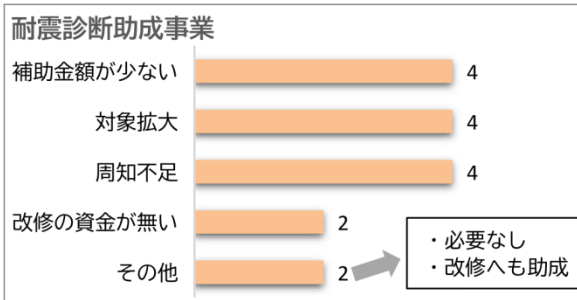 耐震診断助成事業
補助金額が少ない 4
対象拡大 4
周知不足 4
改修の資金が無い 2
その他 2
・必要なし
・改修へも助成